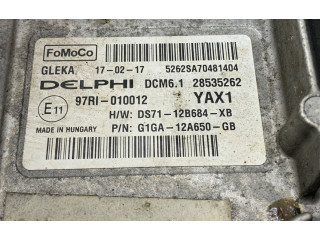 FoMoCo
GLEKA 17-02-17 5262SA70481404
DELPHI DCM6.1 28535262
E11 97RI-010012 YAX1
H/W: DS71-12B684-XB
MADE IN HUNGARY P/N: G1GA-12A650-GB